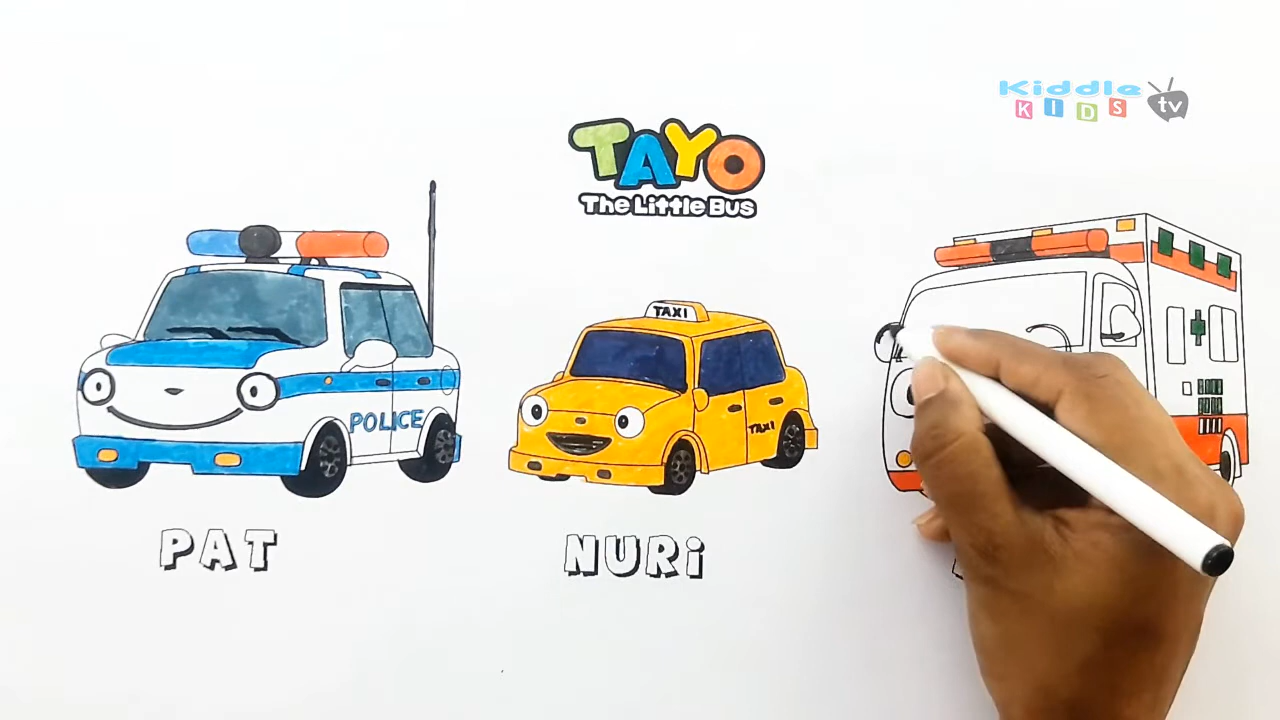 Kiddle
KIDS tv
TAYO
The Little Bus
TAXI
POLICE
TAXI
PAT
NURi